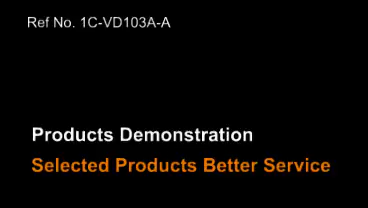 Ref No. 1C-VD103A-A
Products Demonstration
Selected Products Better Service